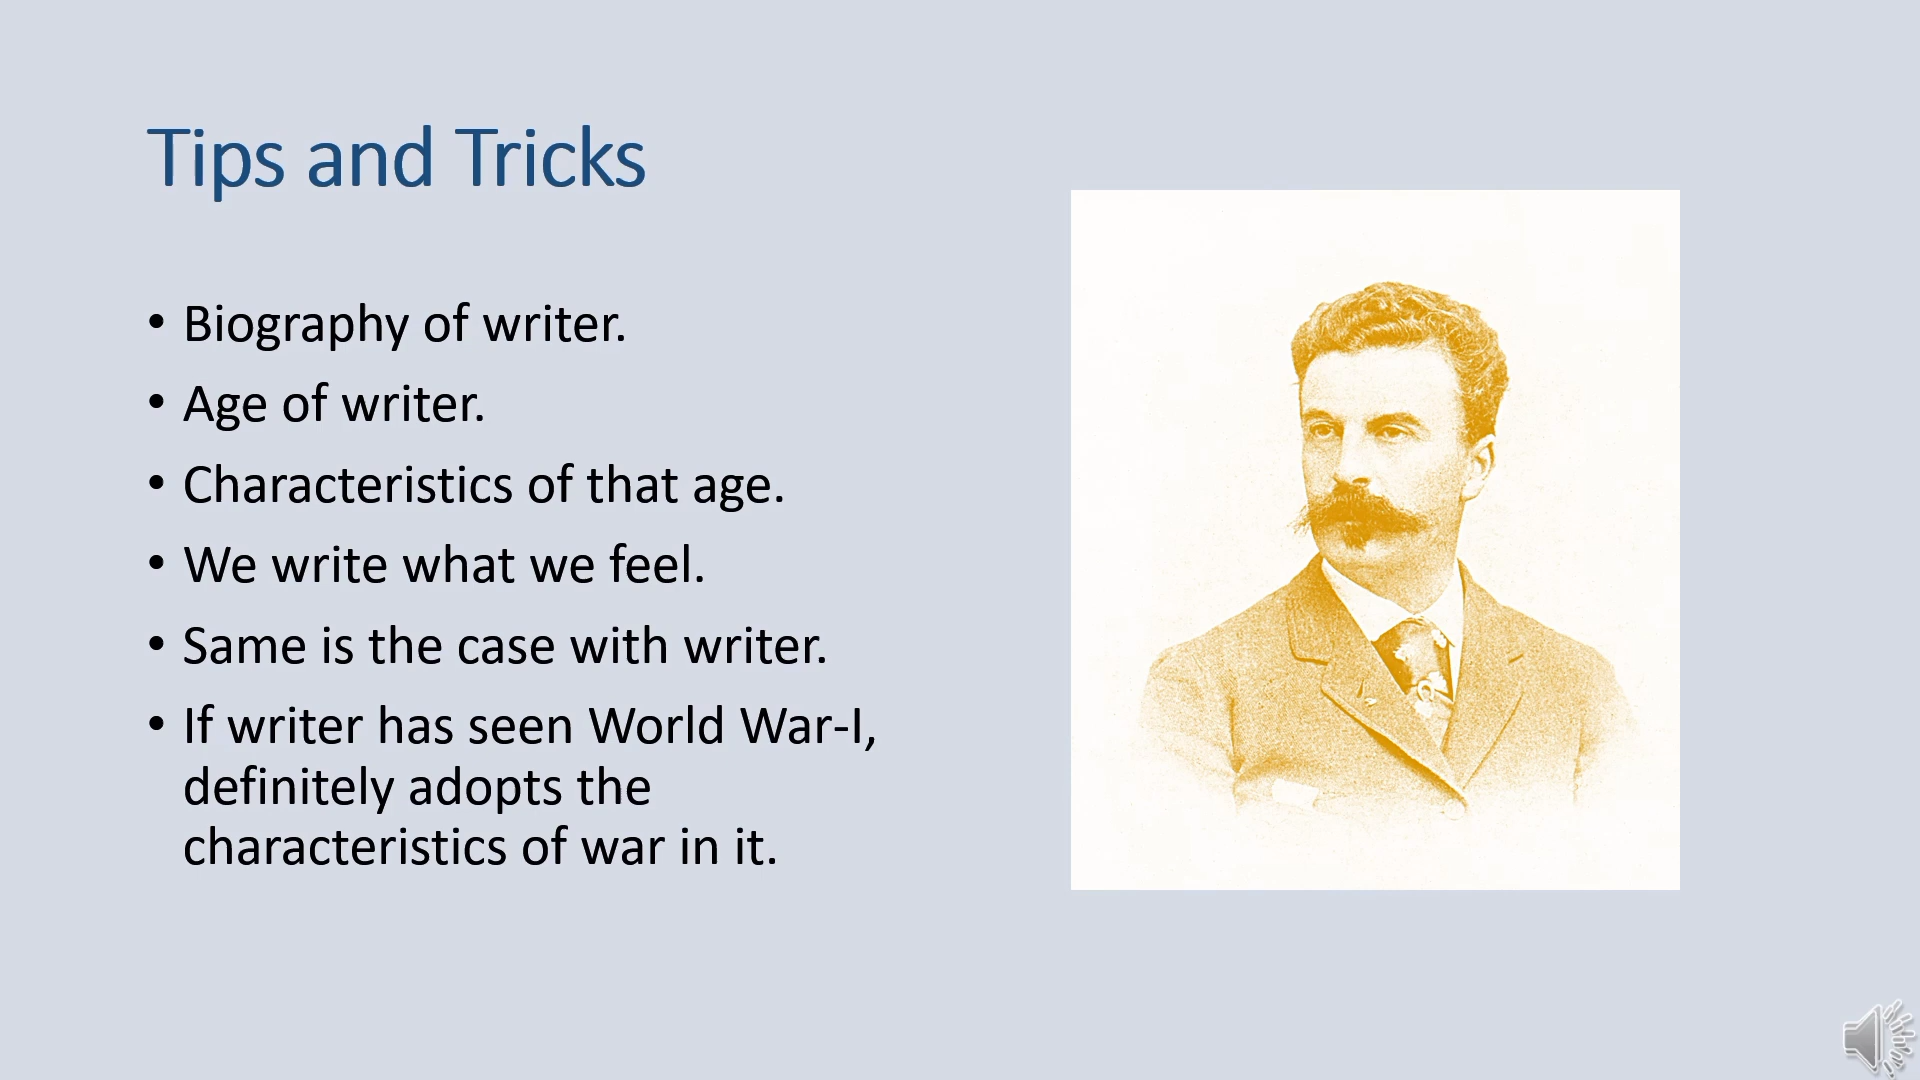 Tips and Tricks
• Biography of writer.
• Age of writer.
• Characteristics of that age.
• We write what we feel.
• Same is the case with writer.
• If writer has seen World War-I,
definitely adopts the
characteristics of war in it.